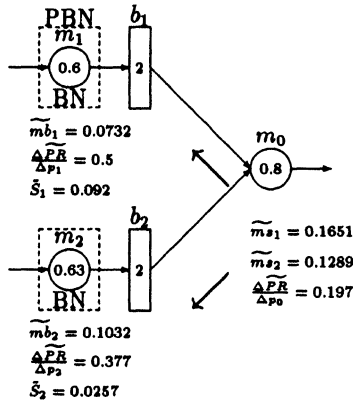 PBN
m₁
b₁
0.6
2
BN
m̃b₁ = 0.0732
ΔP̃R/Δp₁ = 0.5
S̃₁ = 0.092
m₀
0.8
m̃s₁ = 0.1651
m̃s₂ = 0.1289
ΔP̃R/Δp₀ = 0.197
m₂
b₂
0.63
2
BN
m̃b₂ = 0.1032
ΔP̃R/Δp₂ = 0.377
S̃₂ = 0.0257